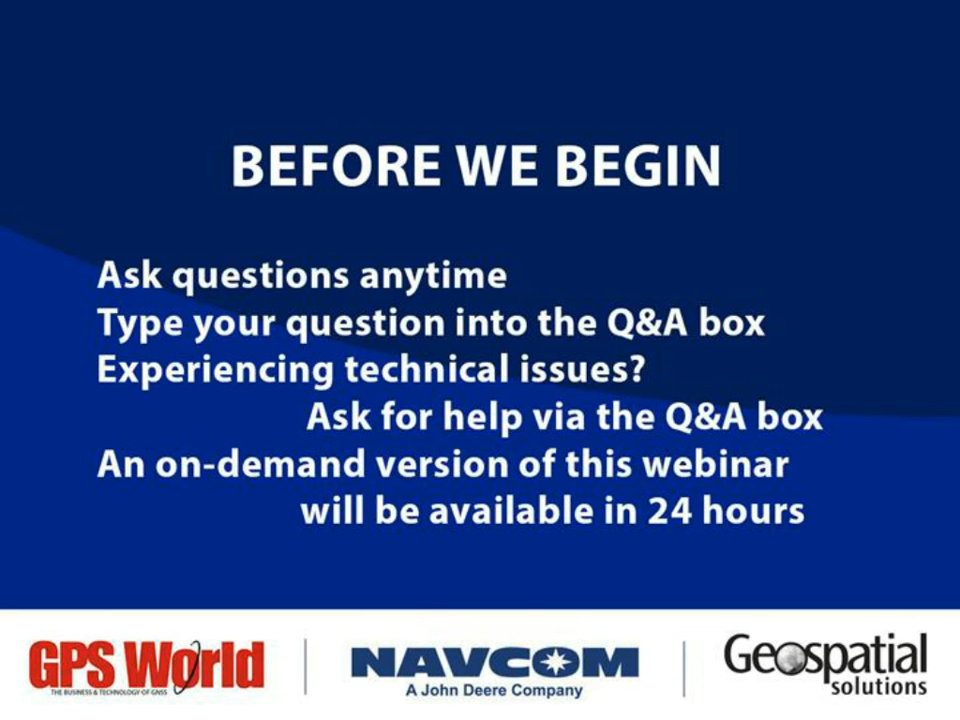 BEFORE WE BEGIN
Ask questions anytime
Type your question into the Q&A box
Experiencing technical issues?
Ask for help via the Q&A box
An on-demand version of this webinar
will be available in 24 hours
GPS World
THE BUSINESS & TECHNOLOGY OF GNSS
NAVCOM
A John Deere Company
Geospatial
solutions